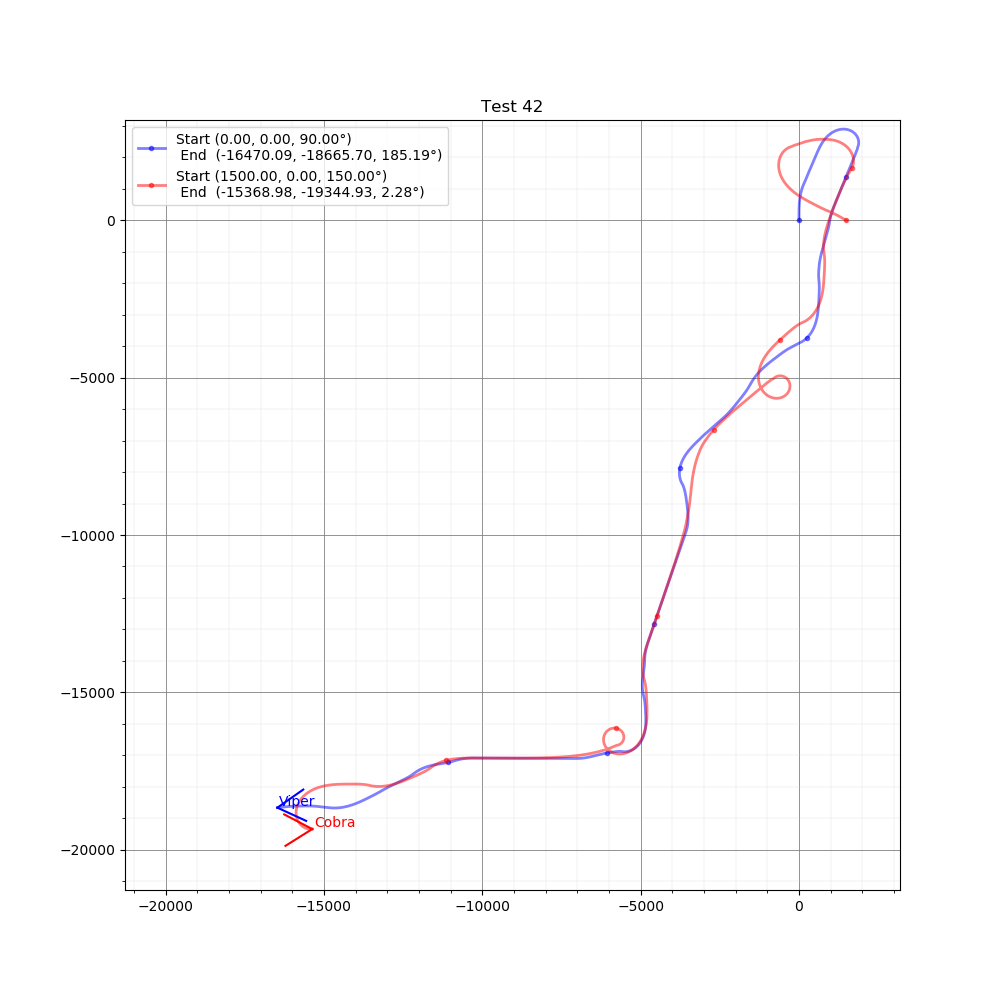 Test 42
Start (0.00, 0.00, 90.00°)
End  (-16470.09, -18665.70, 185.19°)
Start (1500.00, 0.00, 150.00°)
End  (-15368.98, -19344.93, 2.28°)
0
−5000
−10000
−15000
−20000
Viper
Cobra
−20000 −15000 −10000 −5000 0